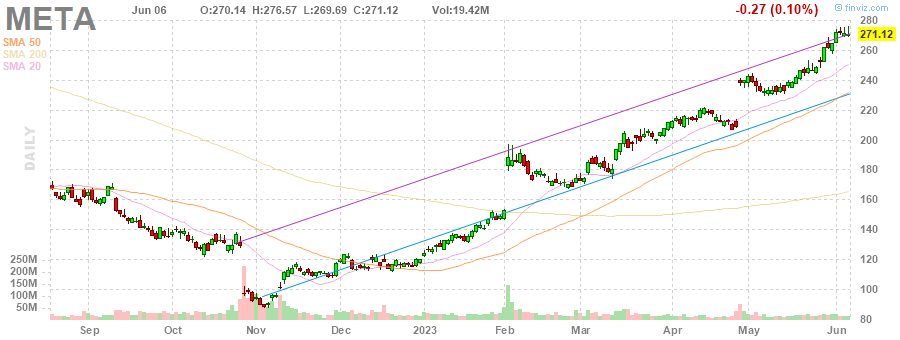 META Jun 06 O:270.14 H:276.57 L:269.69 C:271.12 Vol:19.42M -0.27 (0.10%) © finviz.com
SMA 50
SMA 200
SMA 20
DAILY
280
271.12
260
240
220
200
180
160
140
120
100
80
250M
200M
150M
100M
50M
Sep Oct Nov Dec 2023 Feb Mar Apr May Jun